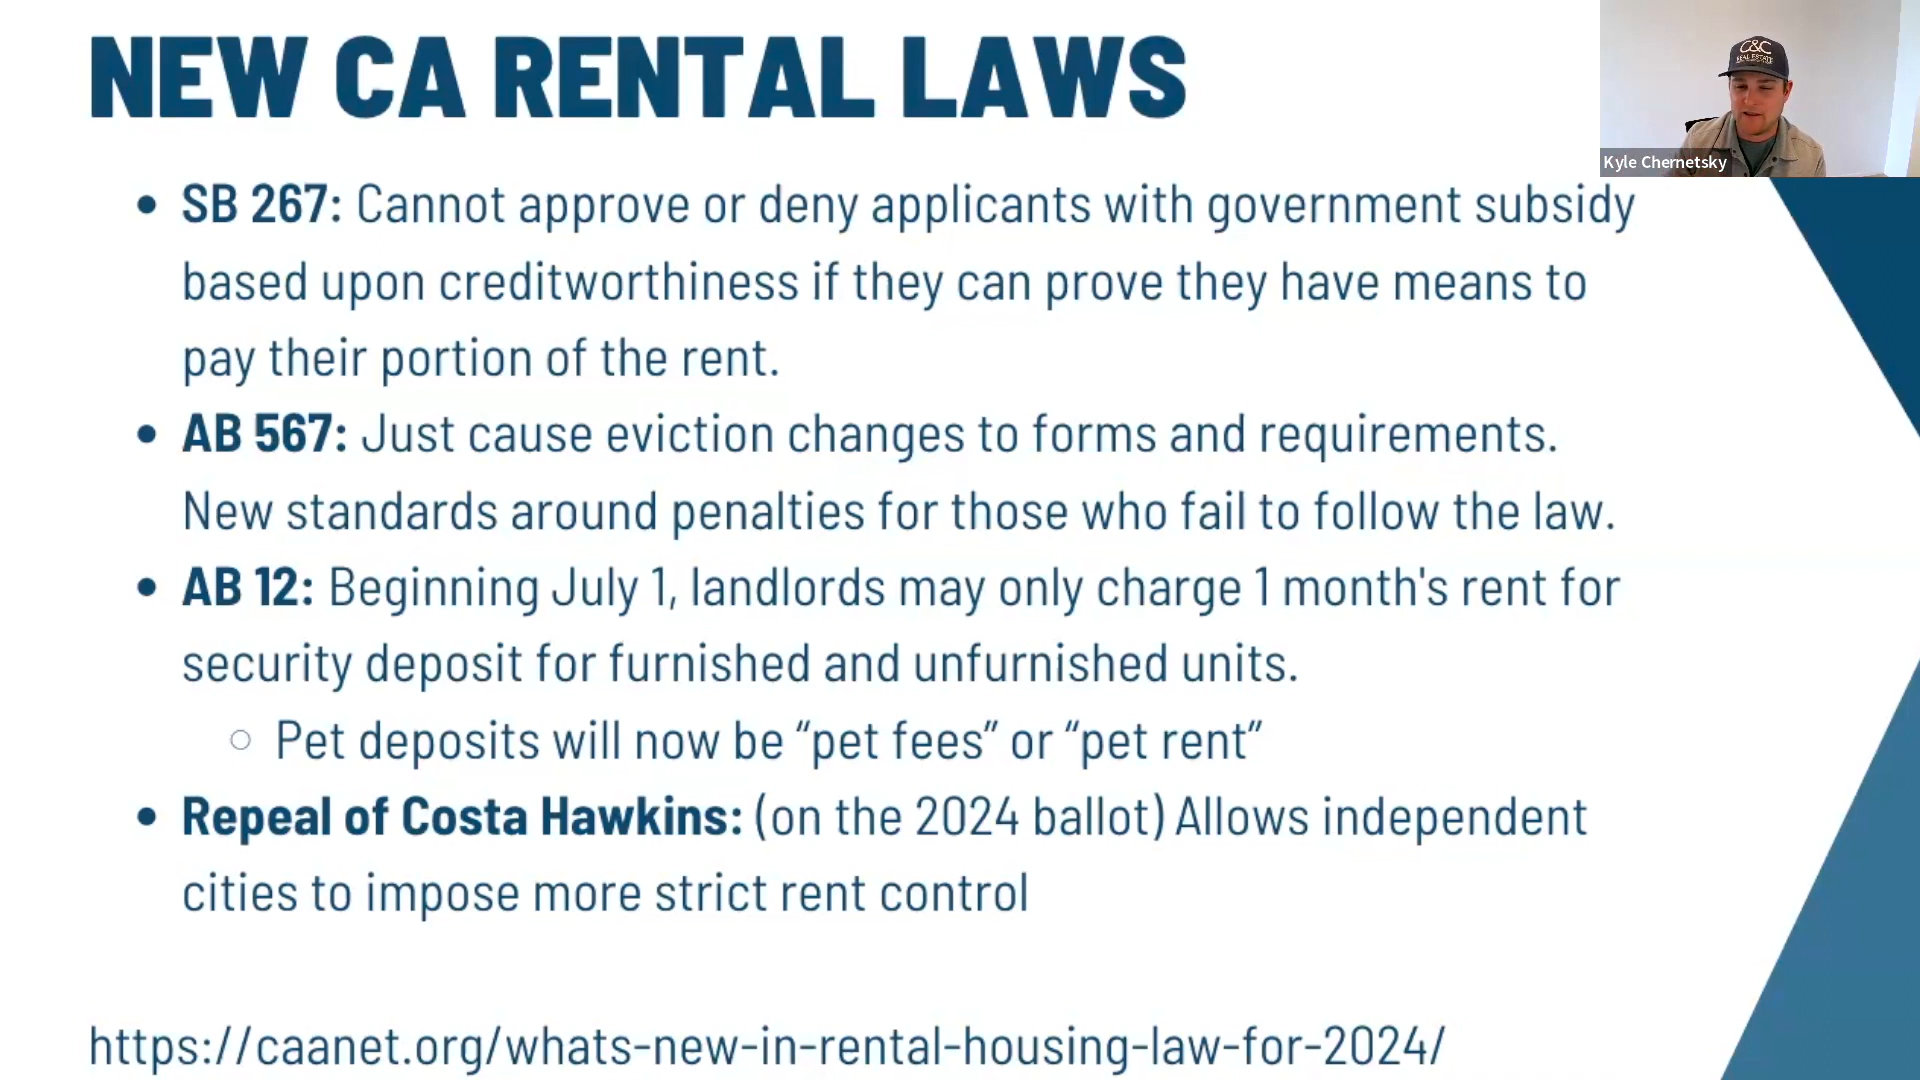 NEW CA RENTAL LAWS
C&C
REAL ESTATE
Kyle Chernetsky
• SB 267: Cannot approve or deny applicants with government subsidy
based upon creditworthiness if they can prove they have means to
pay their portion of the rent.
• AB 567: Just cause eviction changes to forms and requirements.
New standards around penalties for those who fail to follow the law.
• AB 12: Beginning July 1, landlords may only charge 1 month's rent for
security deposit for furnished and unfurnished units.
○ Pet deposits will now be “pet fees” or “pet rent”
• Repeal of Costa Hawkins: (on the 2024 ballot) Allows independent
cities to impose more strict rent control
https://caanet.org/whats-new-in-rental-housing-law-for-2024/